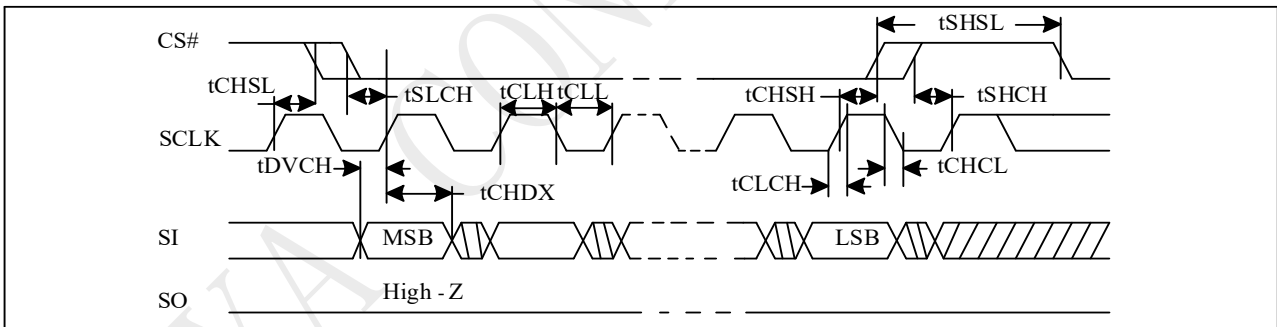 CS#
tSHSL
tCHSL
tSLCH
tCLH
tCLL
tCHSH
tSHCH
SCLK
tDVCH
tCHDX
tCLCH
tCHCL
SI
MSB
LSB
SO
High - Z